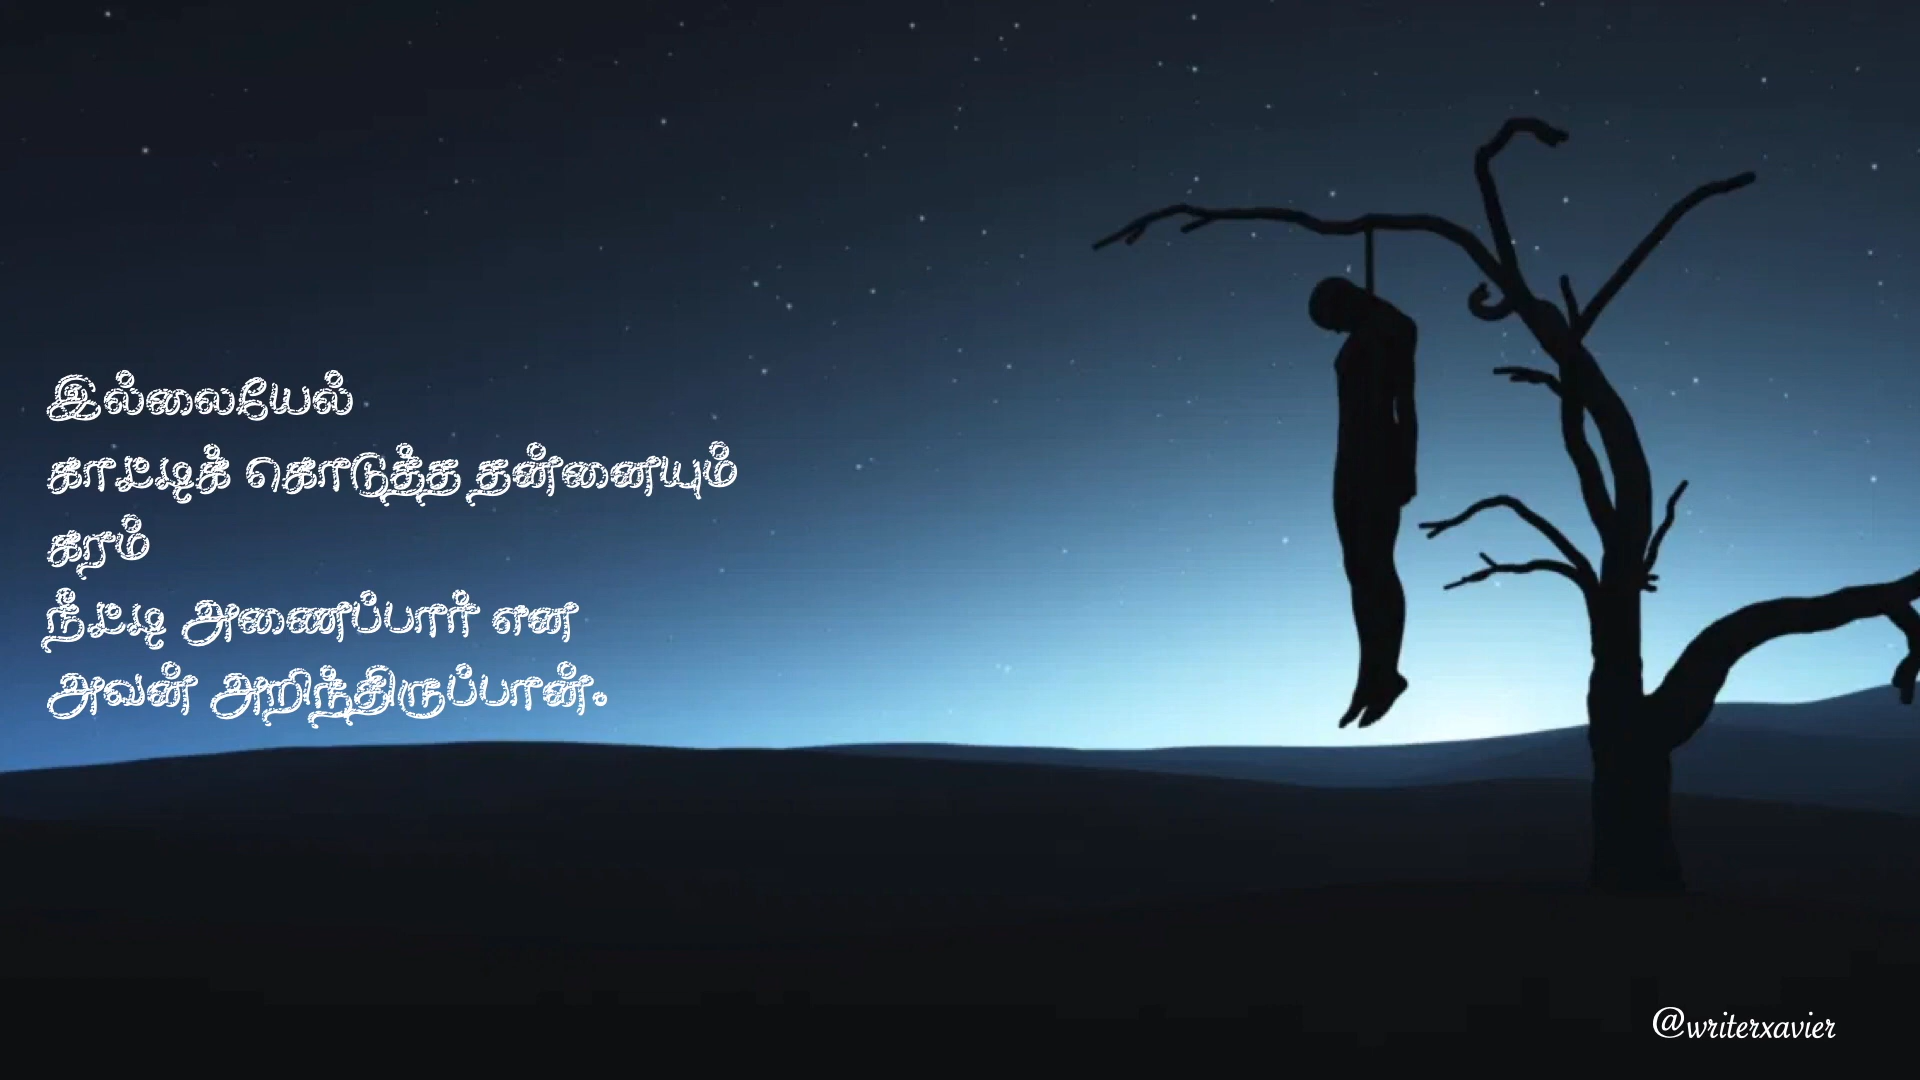 இல்லையேல்
காட்டிக் கொடுத்த தன்னையும்
கரம்
நீட்டி அணைப்பார் என
அவன் அறிந்திருப்பான்.
@writerxavier